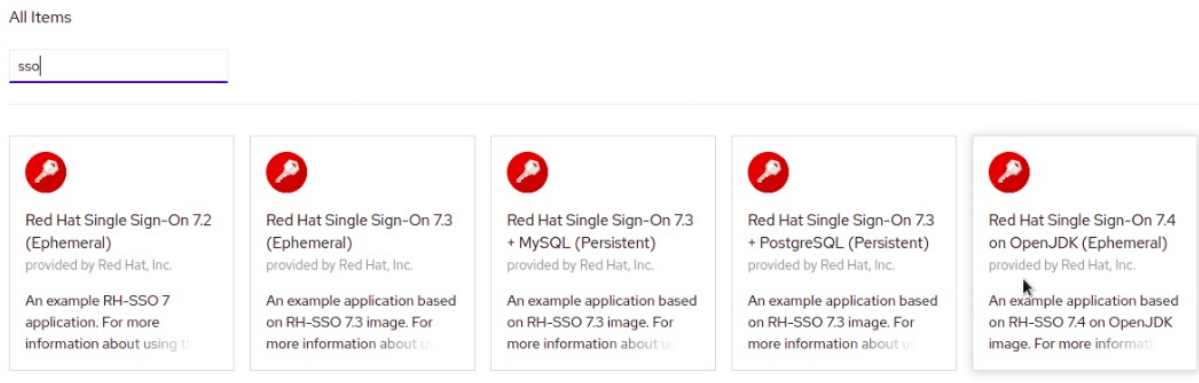 All Items
sso
Red Hat Single Sign-On 7.2
(Ephemeral)
provided by Red Hat, Inc.
An example RH-SSO 7
application. For more
information about using th
Red Hat Single Sign-On 7.3
(Ephemeral)
provided by Red Hat, Inc.
An example application based
on RH-SSO 7.3 image. For
more information about us
Red Hat Single Sign-On 7.3
+ MySQL (Persistent)
provided by Red Hat, Inc.
An example application based
on RH-SSO 7.3 image. For
more information about us
Red Hat Single Sign-On 7.3
+ PostgreSQL (Persistent)
provided by Red Hat, Inc.
An example application based
on RH-SSO 7.3 image. For
more information about us
Red Hat Single Sign-On 7.4
on OpenJDK (Ephemeral)
provided by Red Hat, Inc.
An example application based
on RH-SSO 7.4 on OpenJDK
image. For more informati